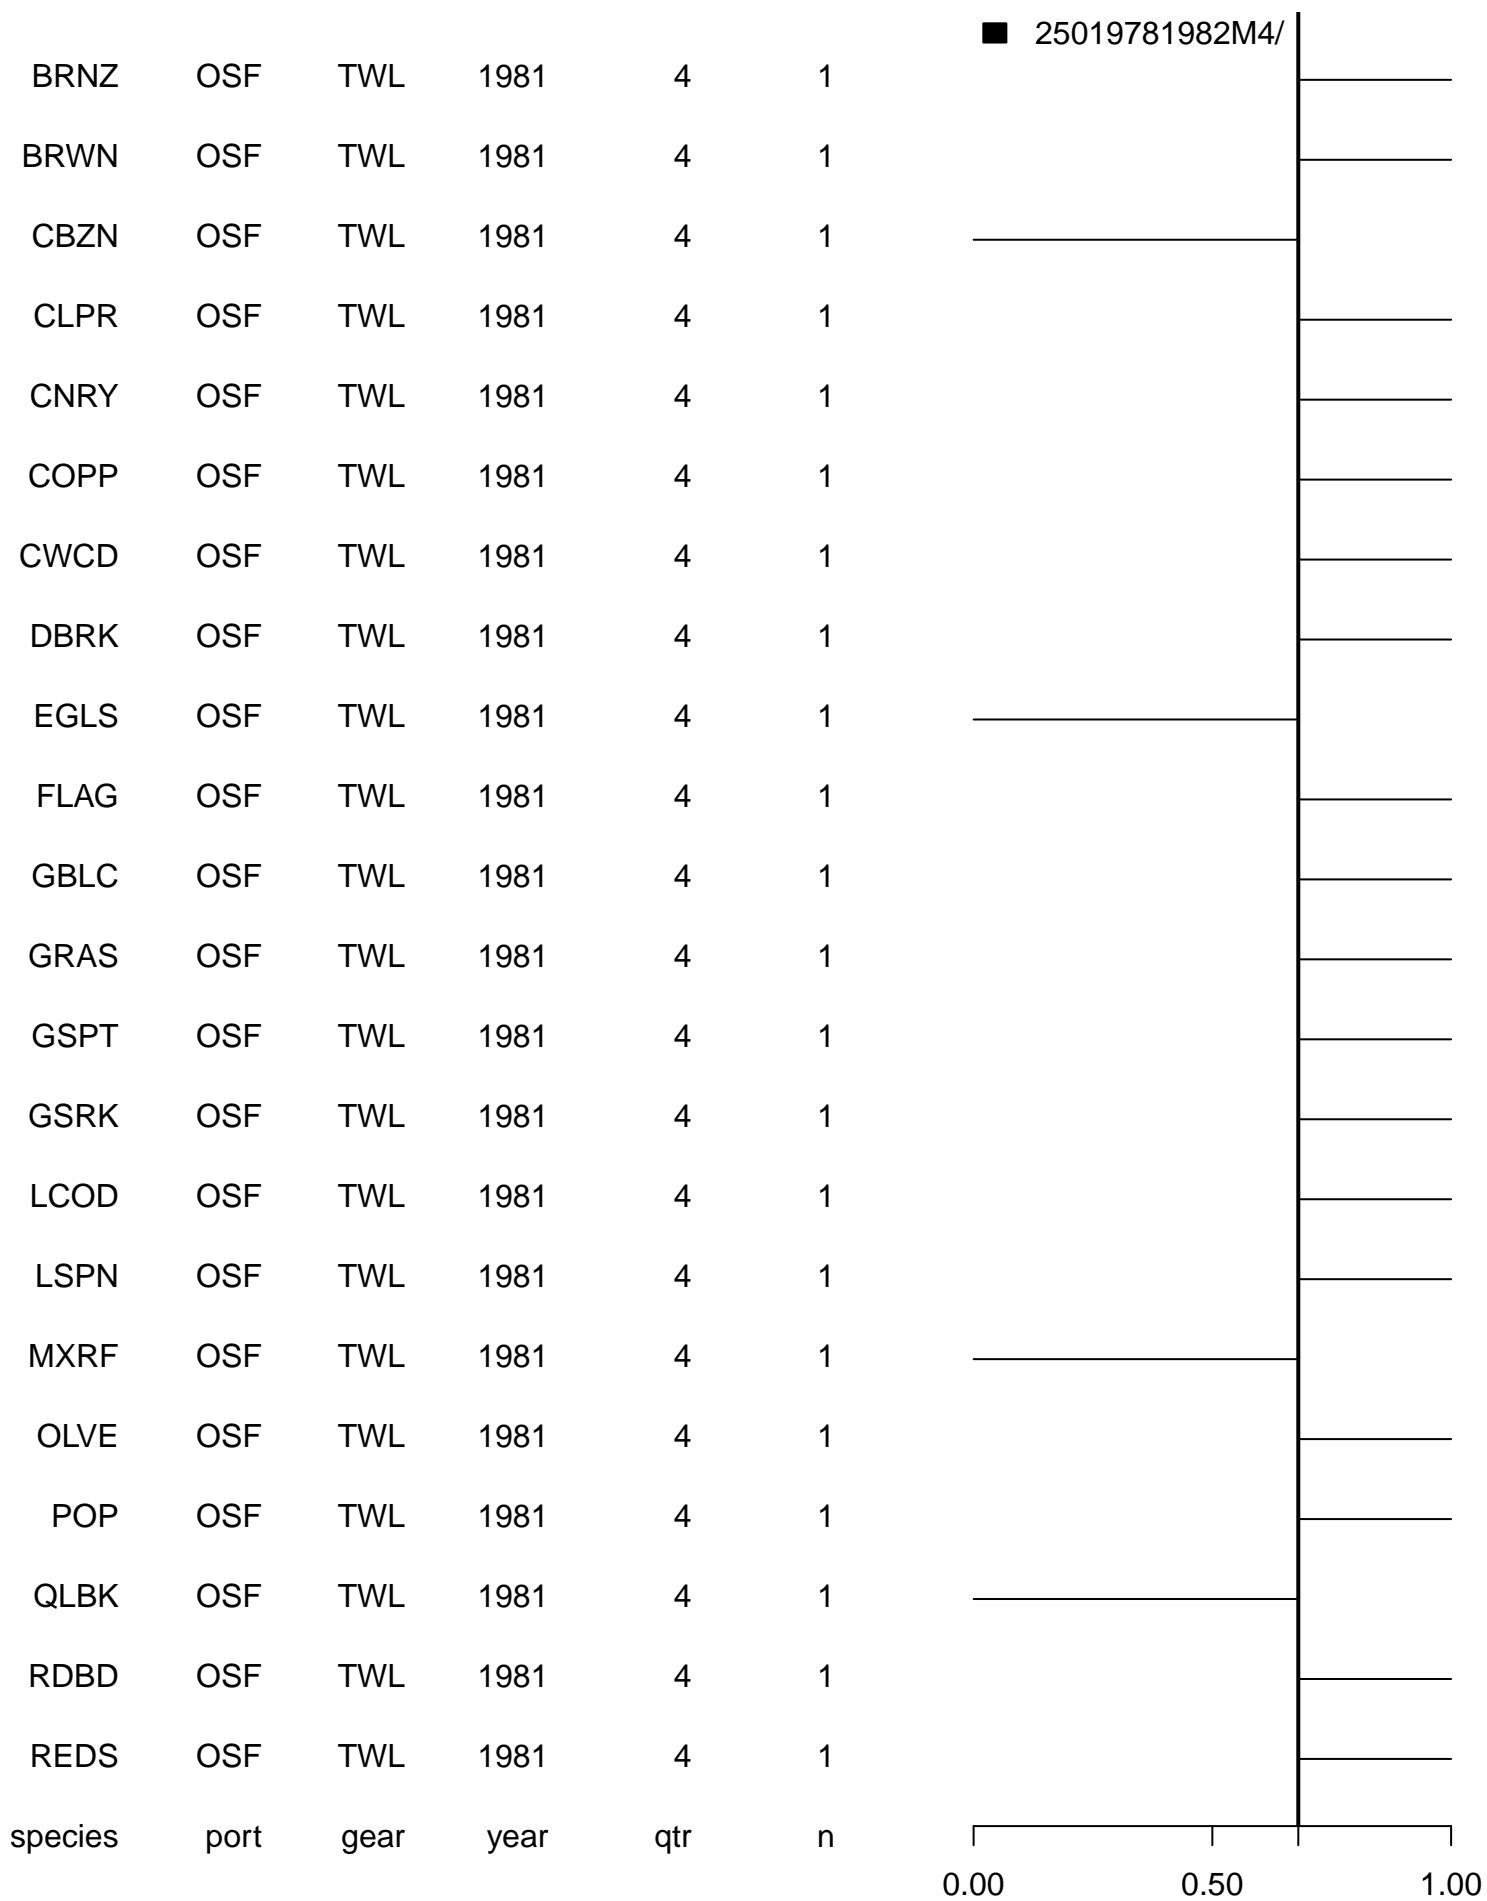 25019781982M4/
BRNZ OSF TWL 1981 4 1
BRWN OSF TWL 1981 4 1
CBZN OSF TWL 1981 4 1
CLPR OSF TWL 1981 4 1
CNRY OSF TWL 1981 4 1
COPP OSF TWL 1981 4 1
CWCD OSF TWL 1981 4 1
DBRK OSF TWL 1981 4 1
EGLS OSF TWL 1981 4 1
FLAG OSF TWL 1981 4 1
GBLC OSF TWL 1981 4 1
GRAS OSF TWL 1981 4 1
GSPT OSF TWL 1981 4 1
GSRK OSF TWL 1981 4 1
LCOD OSF TWL 1981 4 1
LSPN OSF TWL 1981 4 1
MXRF OSF TWL 1981 4 1
OLVE OSF TWL 1981 4 1
POP OSF TWL 1981 4 1
QLBK OSF TWL 1981 4 1
RDBD OSF TWL 1981 4 1
REDS OSF TWL 1981 4 1
species port gear year qtr n
0.00 0.50 1.00